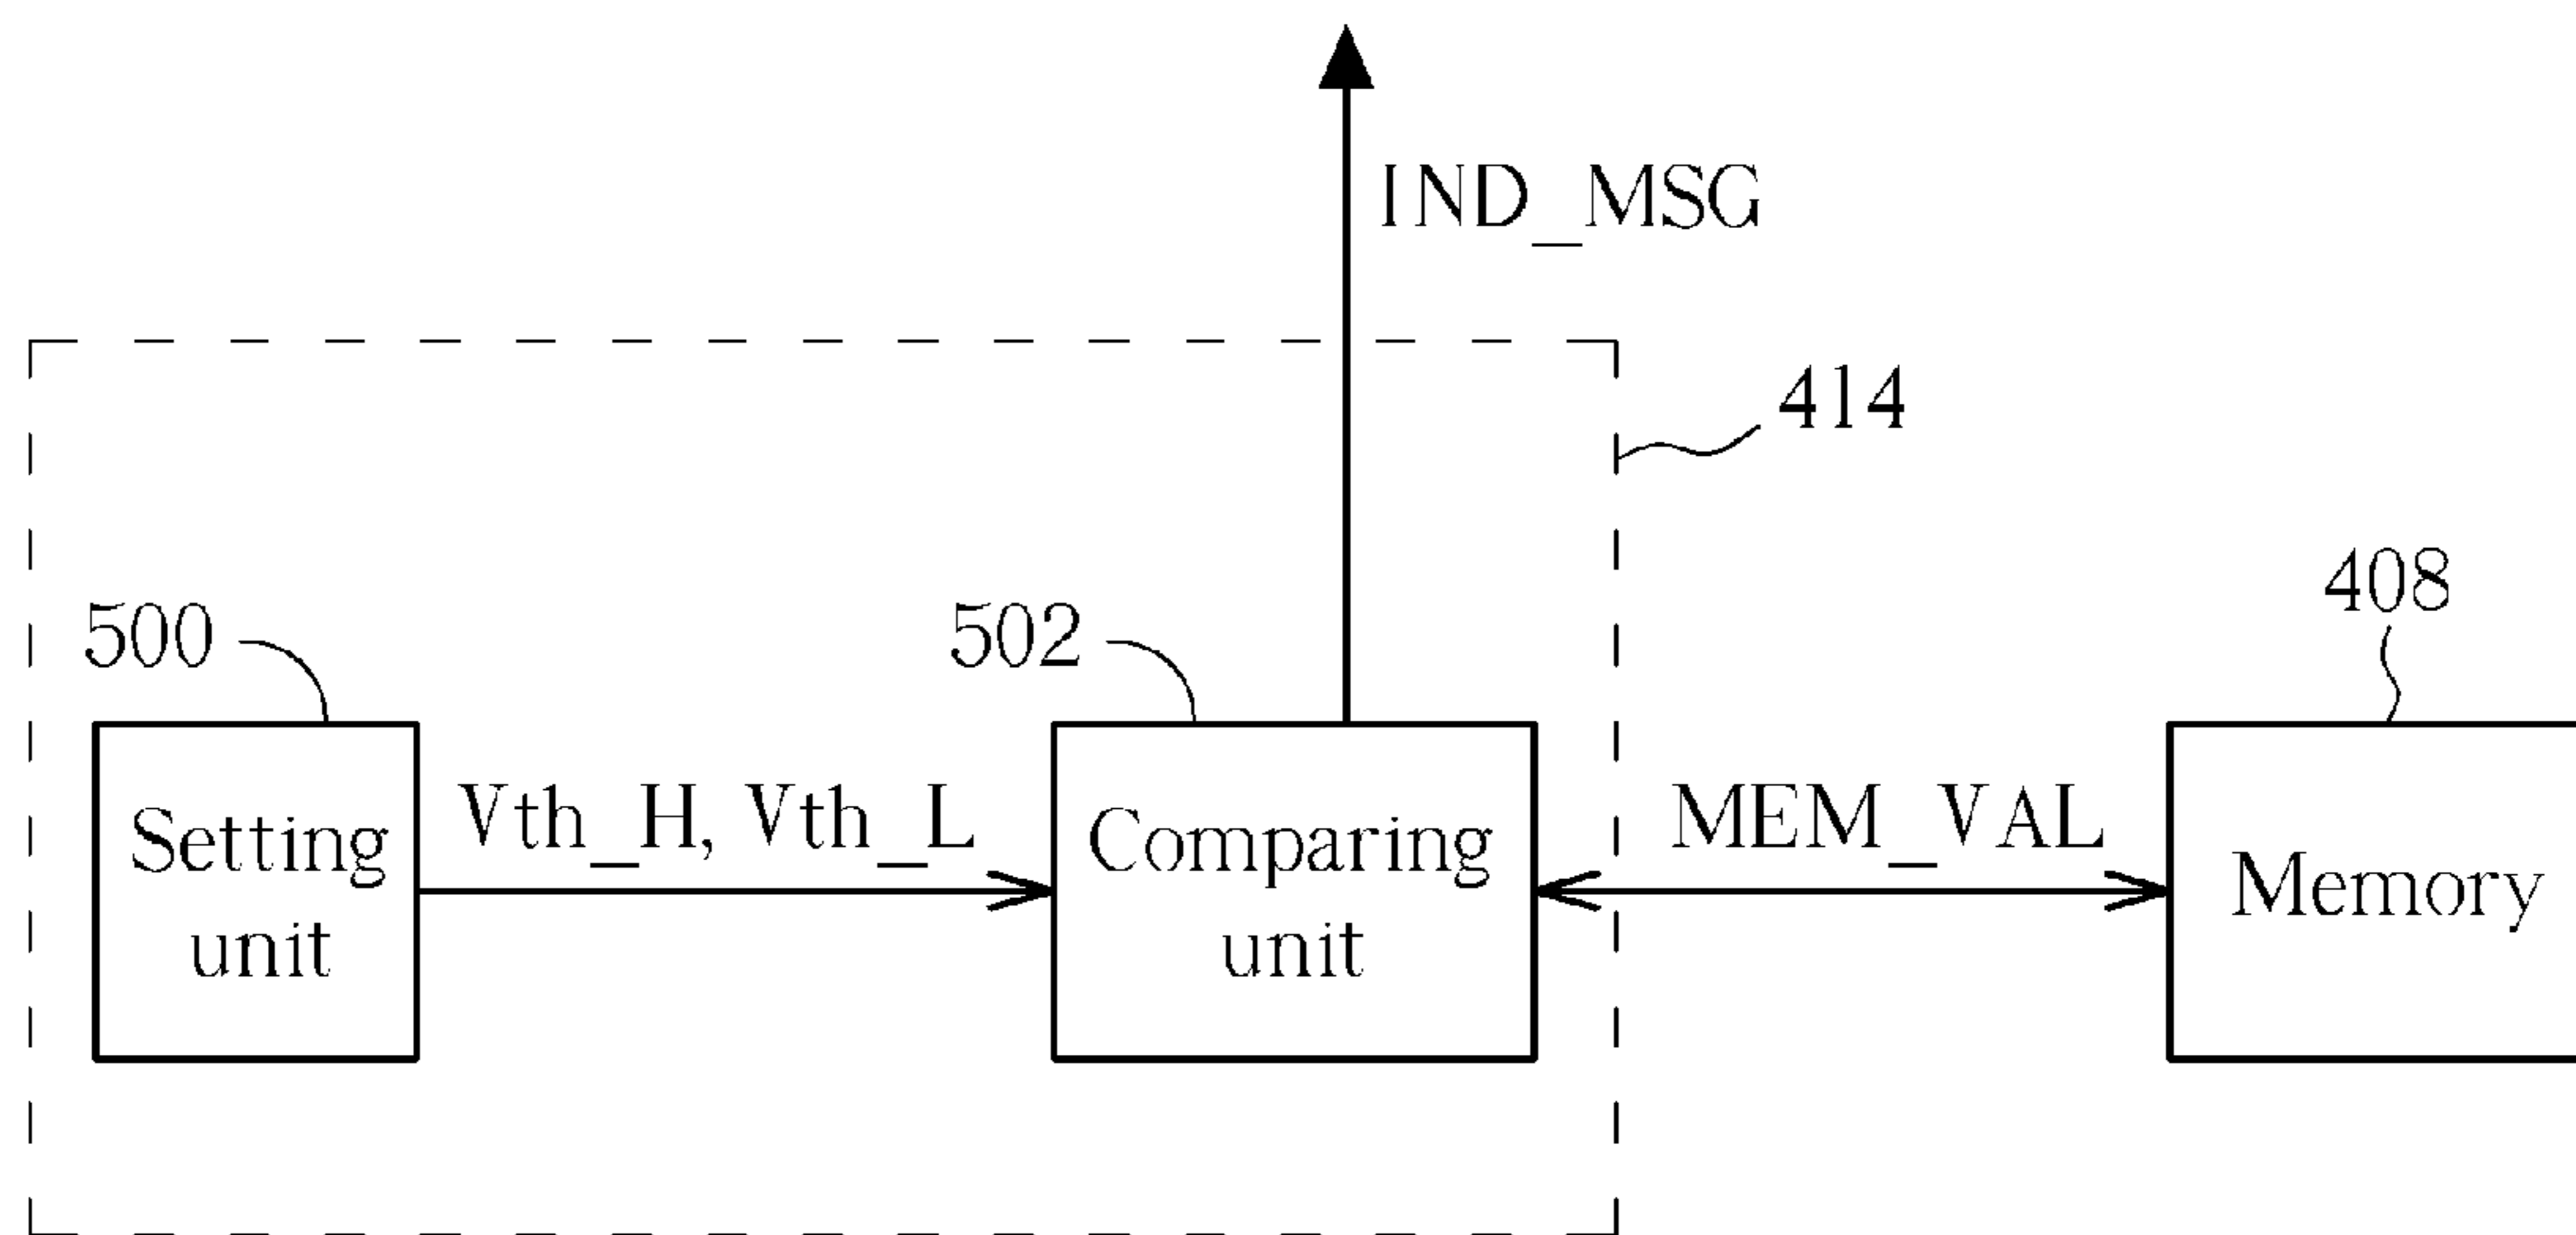 IND_MSG
414
408
500
502
Setting
unit
Vth_H, Vth_L
Comparing
unit
MEM_VAL
Memory